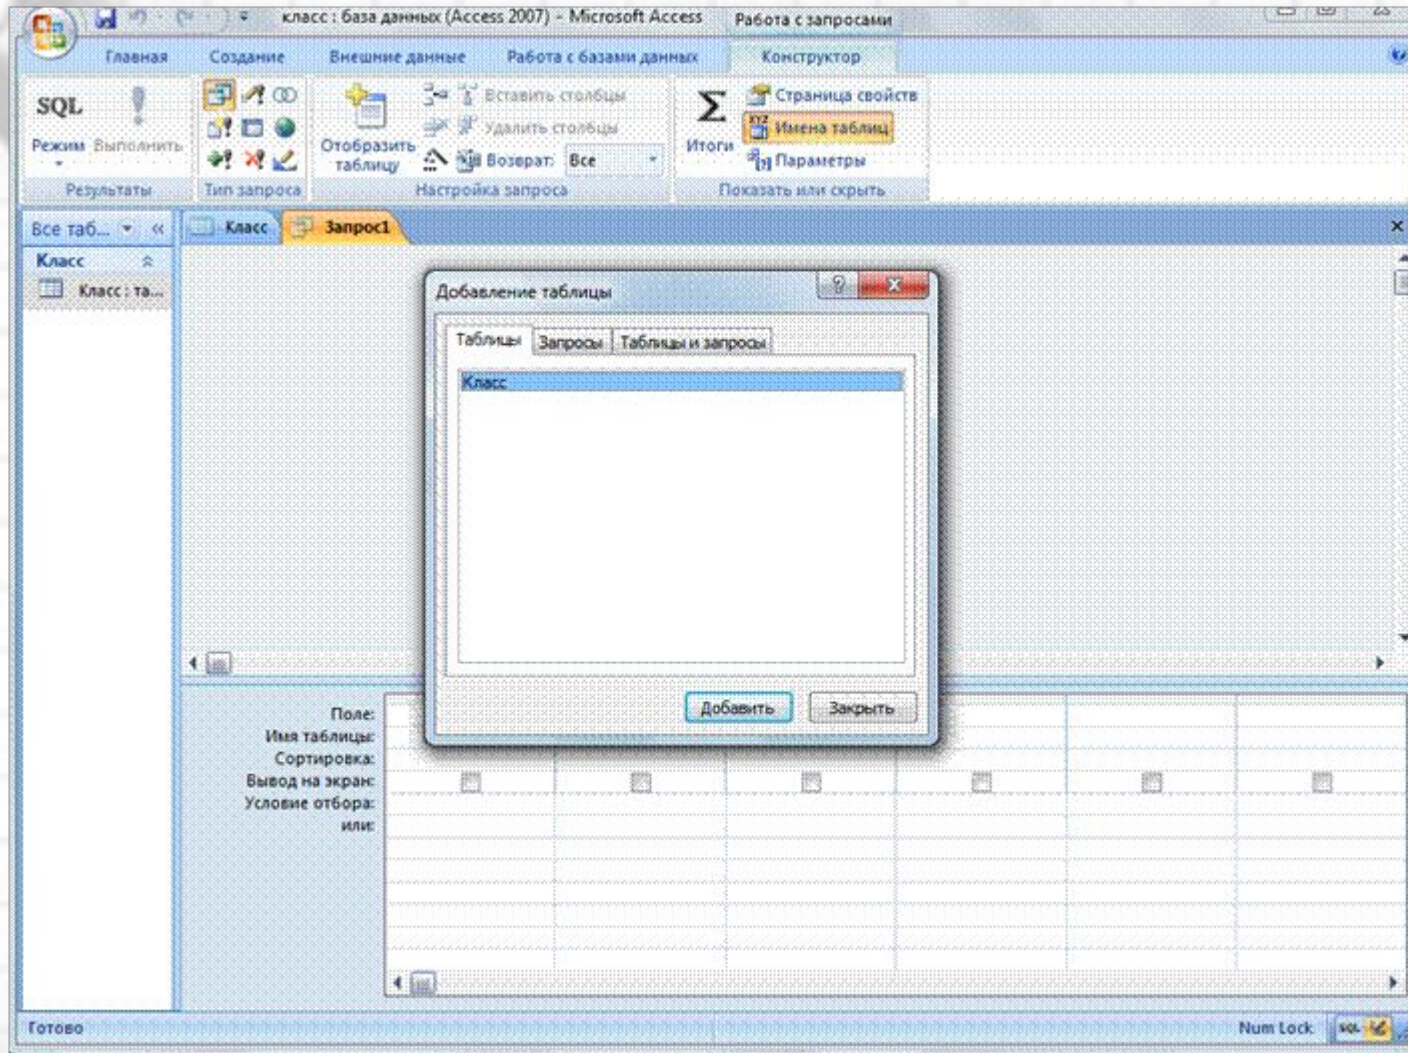 класс : база данных (Access 2007) - Microsoft Access
Работа с запросами
Главная
Создание
Внешние данные
Работа с базами данных
Конструктор
SQL
Режим
Выполнить
Результаты
Тип запроса
Отобразить
таблицу
Вставить столбцы
Удалить столбцы
Возврат: Все
Настройка запроса
Итоги
Страница свойств
XYZ
Имена таблиц
Параметры
Показать или скрыть
Все таб...
Класс
Класс : та...
Класс
Запрос1
Добавление таблицы
Таблицы
Запросы
Таблицы и запросы
Класс
Добавить
Закрыть
Поле:
Имя таблицы:
Сортировка:
Вывод на экран:
Условие отбора:
или:
Готово
Num Lock
SQL